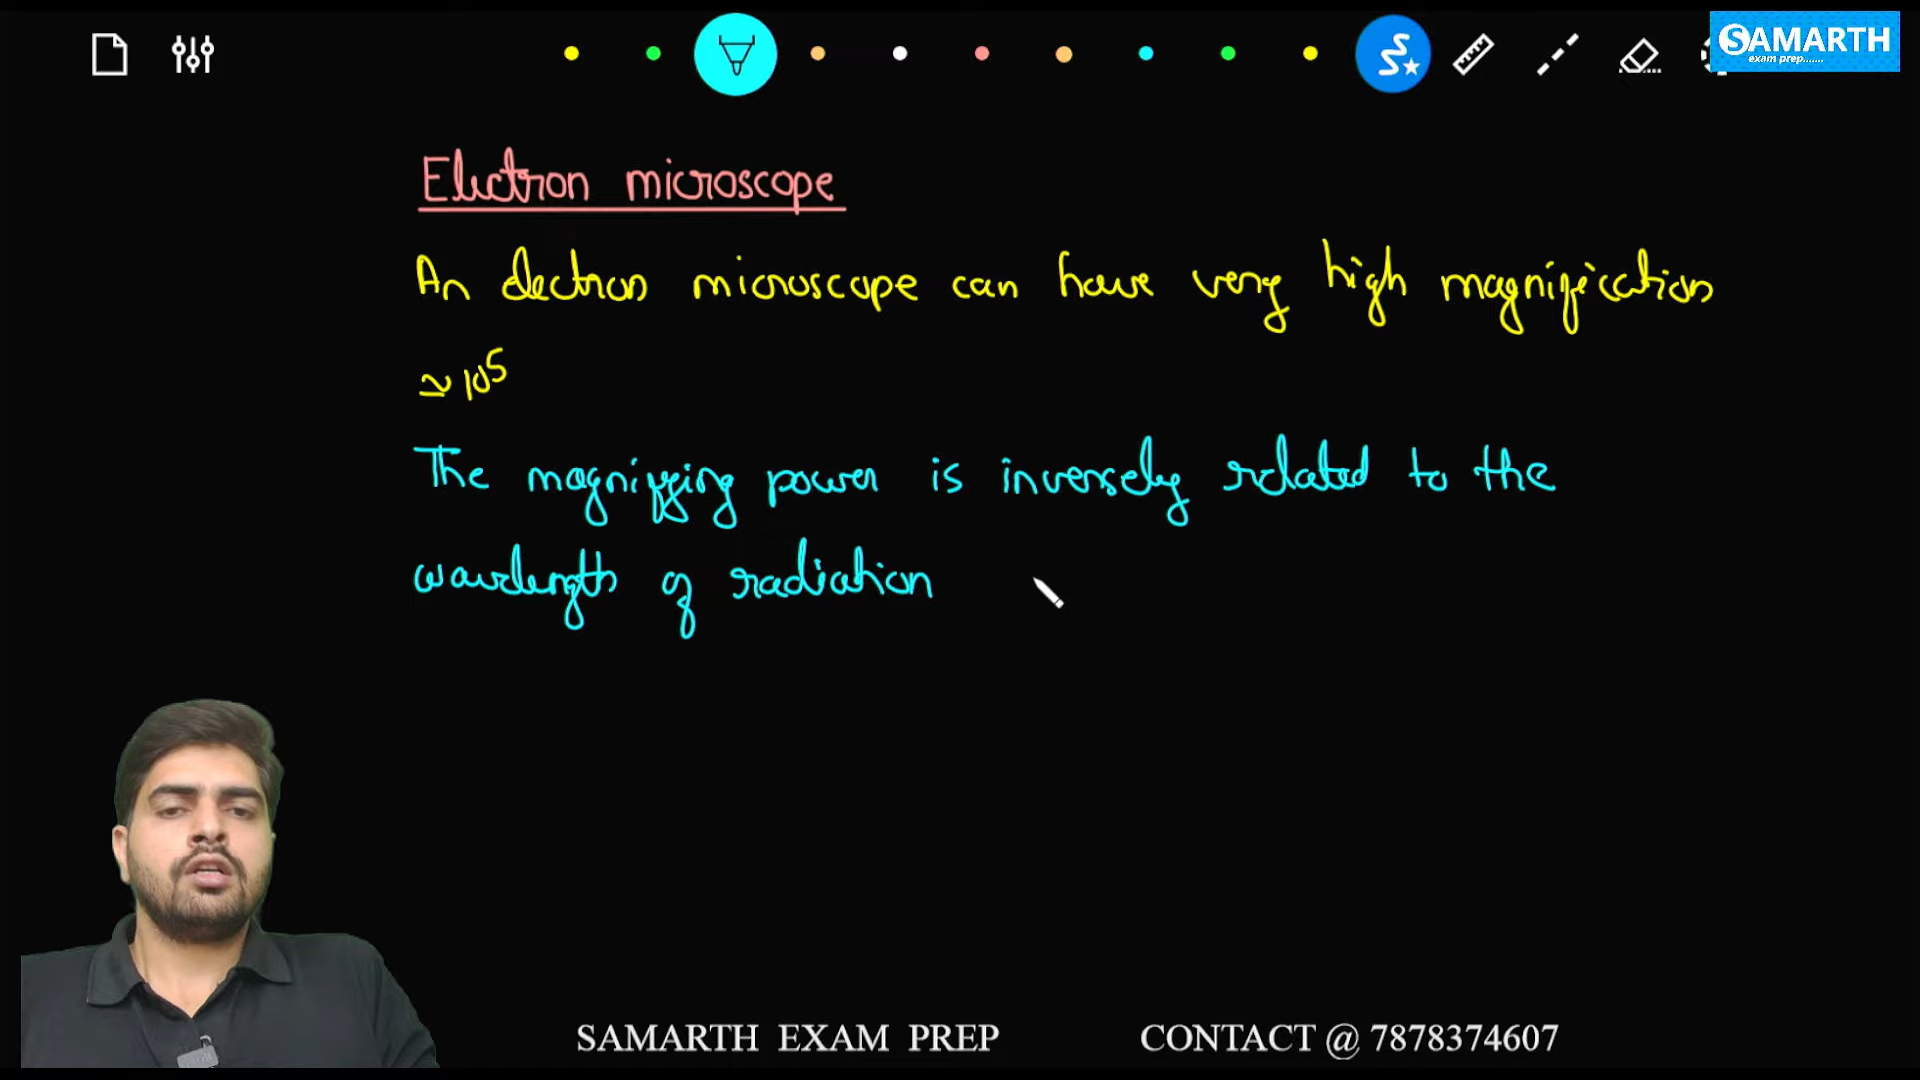 SAMARTH
exam prep......
Electron microscope
An electron microscope can have very high magnification
≃ 10⁵
The magnifying power is inversely related to the
wavelength of radiation
SAMARTH EXAM PREP CONTACT @ 7878374607